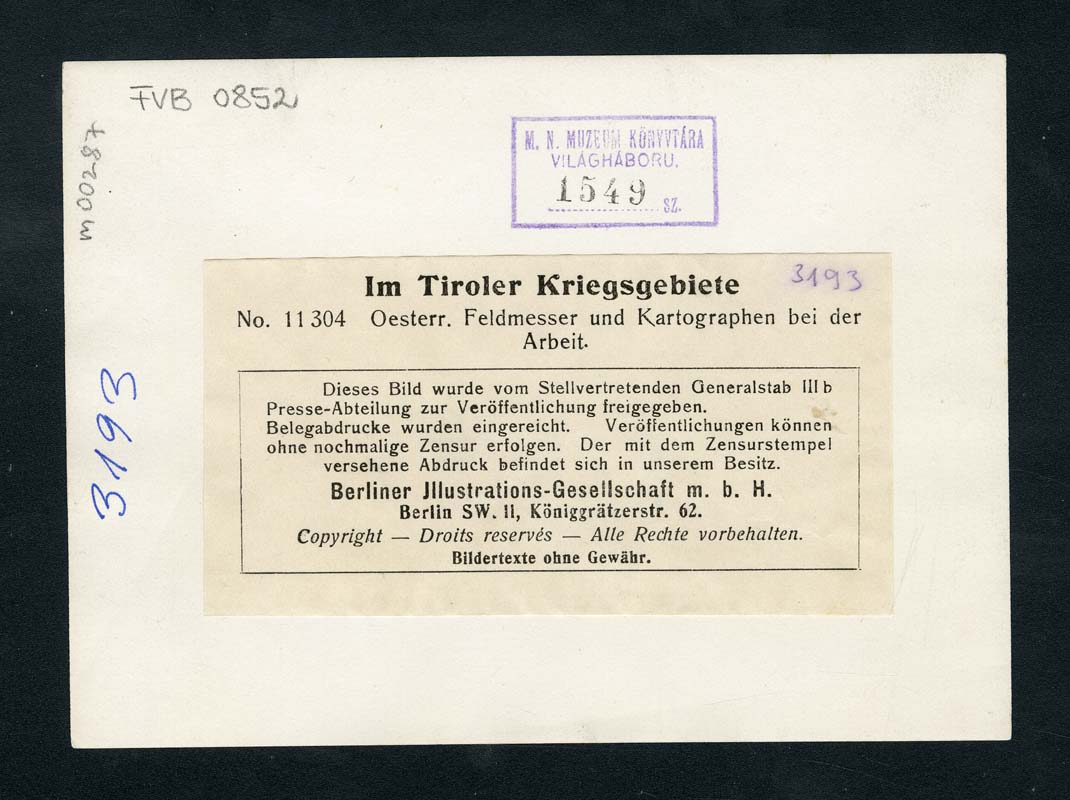 FVB 0852
m00287
M. N. MUZEUM KÖNYVTÁRA
VILÁGHÁBORU.
1549 SZ.
3193
Im Tiroler Kriegsgebiete
3193
No. 11304 Oesterr. Feldmesser und Kartographen bei der
Arbeit.
Dieses Bild wurde vom Stellvertretenden Generalstab III b
Presse-Abteilung zur Veröffentlichung freigegeben.
Belegabdrucke wurden eingereicht. Veröffentlichungen können
ohne nochmalige Zensur erfolgen. Der mit dem Zensurstempel
versehene Abdruck befindet sich in unserem Besitz.
Berliner Jllustrations-Gesellschaft m. b. H.
Berlin SW. 11, Königgrätzerstr. 62.
Copyright — Droits reservés — Alle Rechte vorbehalten.
Bildertexte ohne Gewähr.